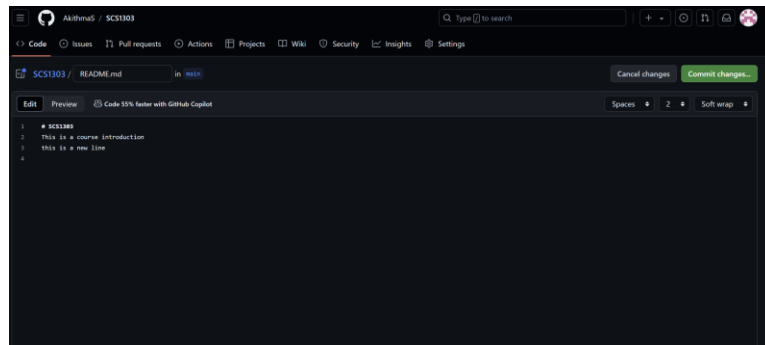 AkithmaS / SCS1303
Type / to search
Code Issues Pull requests Actions Projects Wiki Security Insights Settings
SCS1303 / README.md in main
Cancel changes Commit changes...
Edit Preview Code 55% faster with GitHub Copilot
Spaces 2 Soft wrap
1 # SCS1303
2 This is a course introduction
3 this is a new line
4